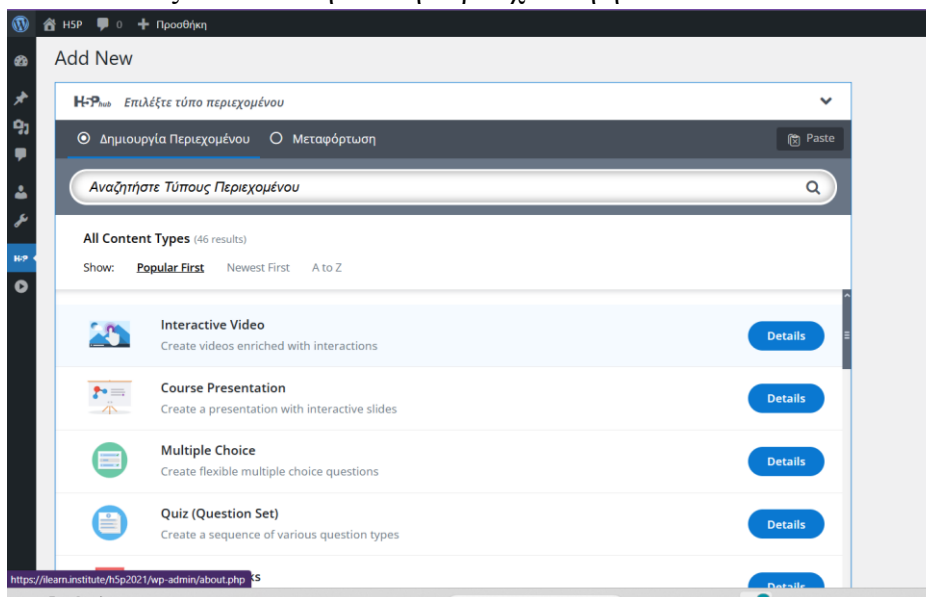 H5P 0 + Προσθήκη
Add New
H-P hub Επιλέξτε τύπο περιεχομένου
Δημιουργία Περιεχομένου Μεταφόρτωση Paste
Αναζητήστε Τύπους Περιεχομένου
All Content Types (46 results)
Show: Popular First Newest First A to Z
Interactive Video
Create videos enriched with interactions
Details
Course Presentation
Create a presentation with interactive slides
Details
Multiple Choice
Create flexible multiple choice questions
Details
Quiz (Question Set)
Create a sequence of various question types
Details
https://ilearn.institute/h5p2021/wp-admin/about.php
Details